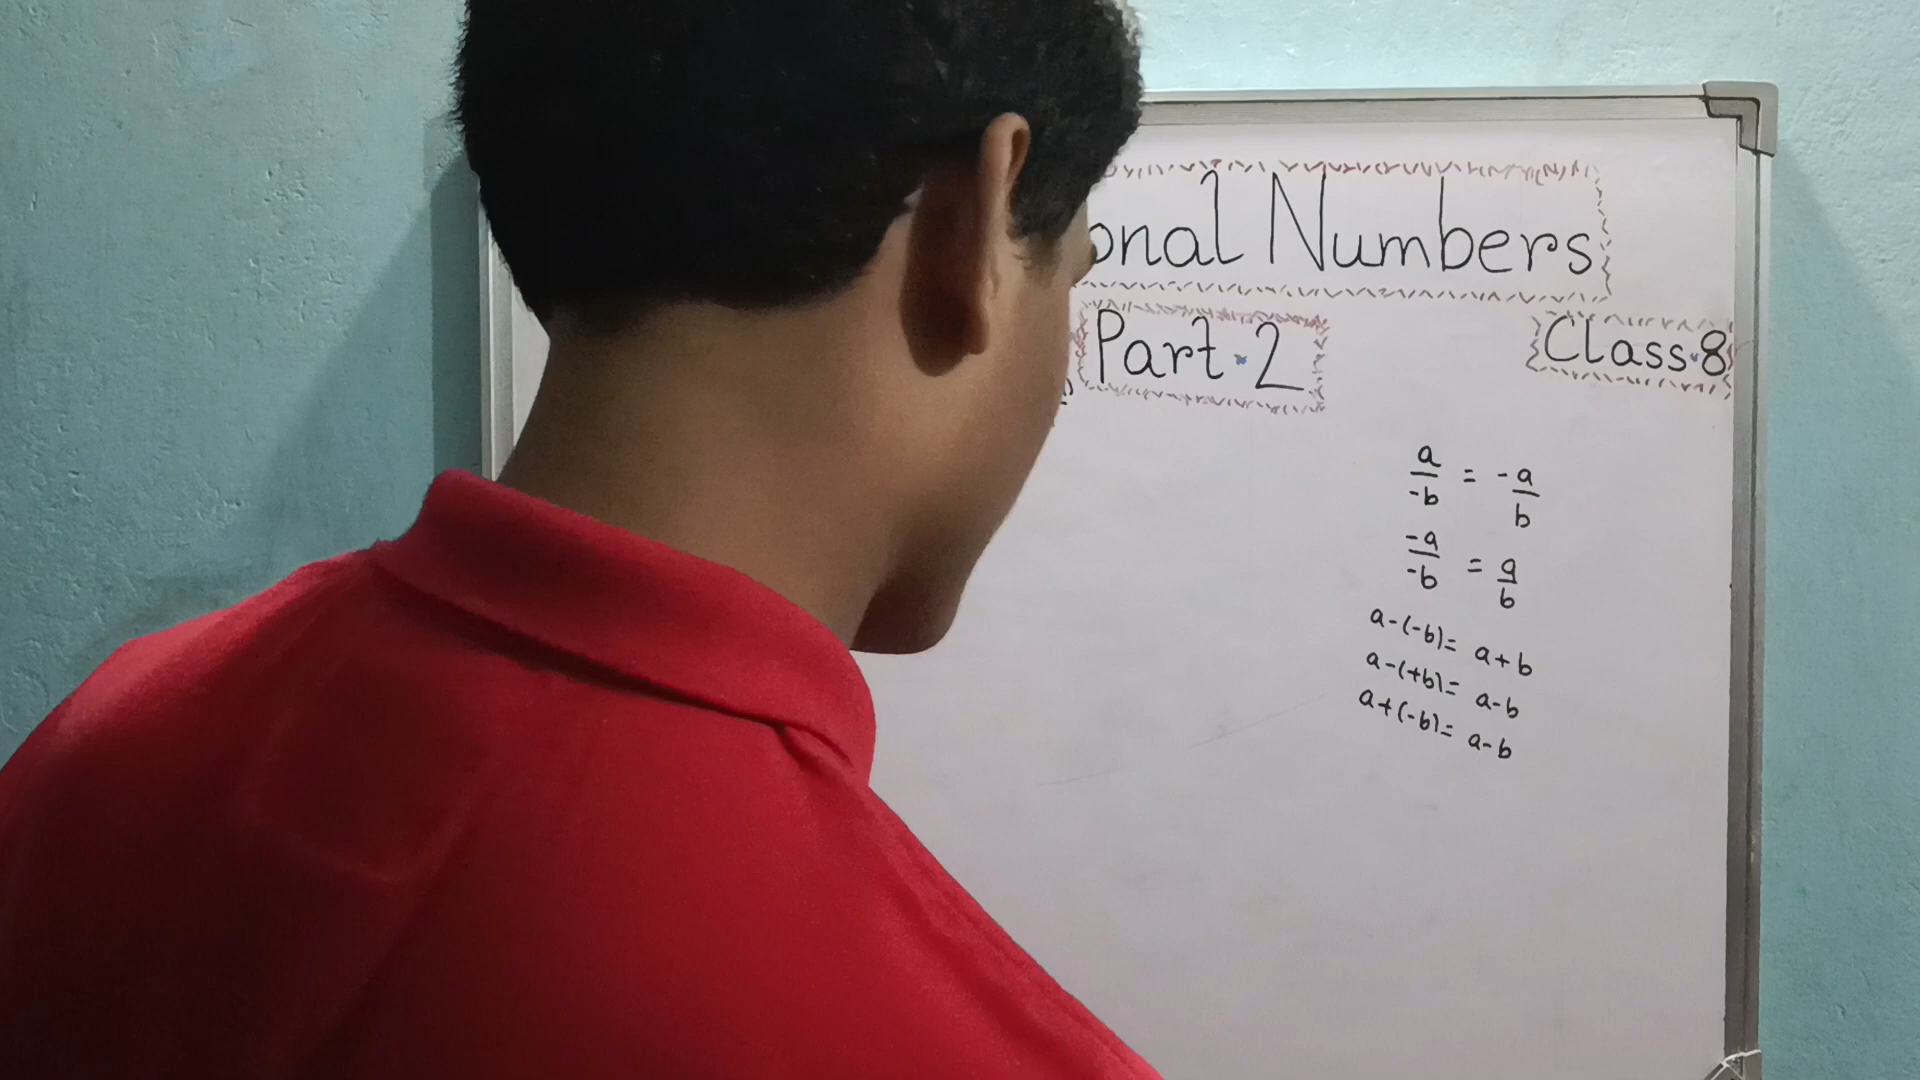 onal Numbers
Part-2
Class-8
a/-b = -a/b
-a/-b = a/b
a-(-b)= a+b
a-(+b)= a-b
a+(-b)= a-b